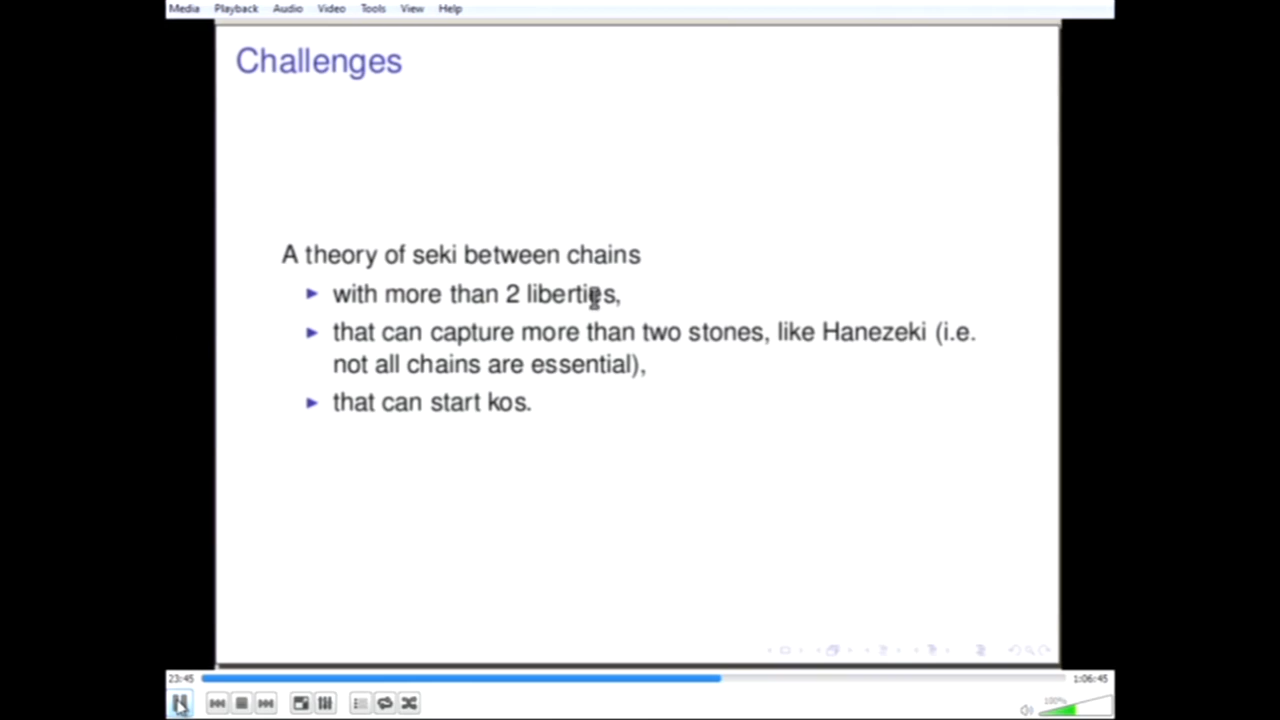 Media Playback Audio Video Tools View Help
Challenges
A theory of seki between chains
with more than 2 liberties,
that can capture more than two stones, like Hanezeki (i.e.
not all chains are essential),
that can start kos.
23:45 1:06:45
100%